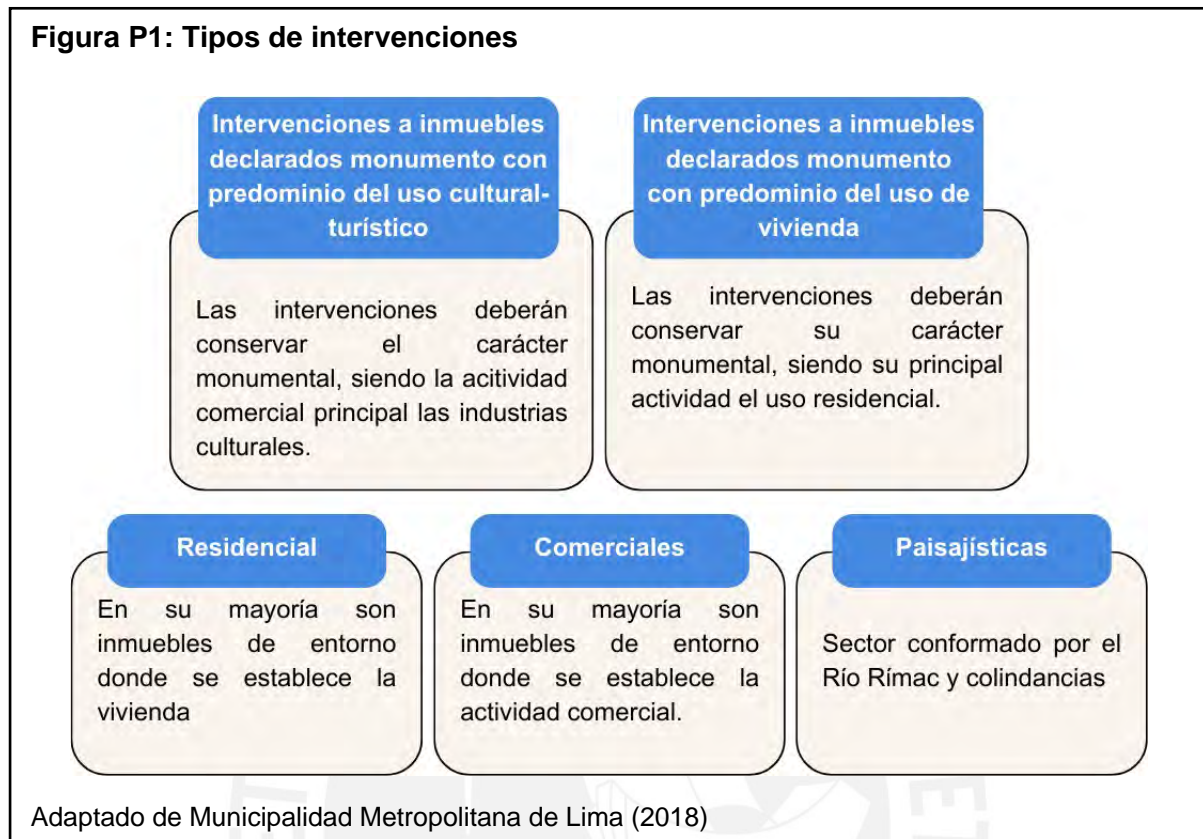 Figura P1: Tipos de intervenciones
Intervenciones a inmuebles
declarados monumento con
predominio del uso cultural-
turístico
Las intervenciones deberán
conservar el carácter
monumental, siendo la acitividad
comercial principal las industrias
culturales.
Intervenciones a inmuebles
declarados monumento
con predominio del uso de
vivienda
Las intervenciones deberán
conservar su carácter
monumental, siendo su principal
actividad el uso residencial.
Residencial
En su mayoría son
inmuebles de entorno
donde se establece la
vivienda
Comerciales
En su mayoría son
inmuebles de entorno
donde se establece la
actividad comercial.
Paisajísticas
Sector conformado por el
Río Rímac y colindancias
Adaptado de Municipalidad Metropolitana de Lima (2018)